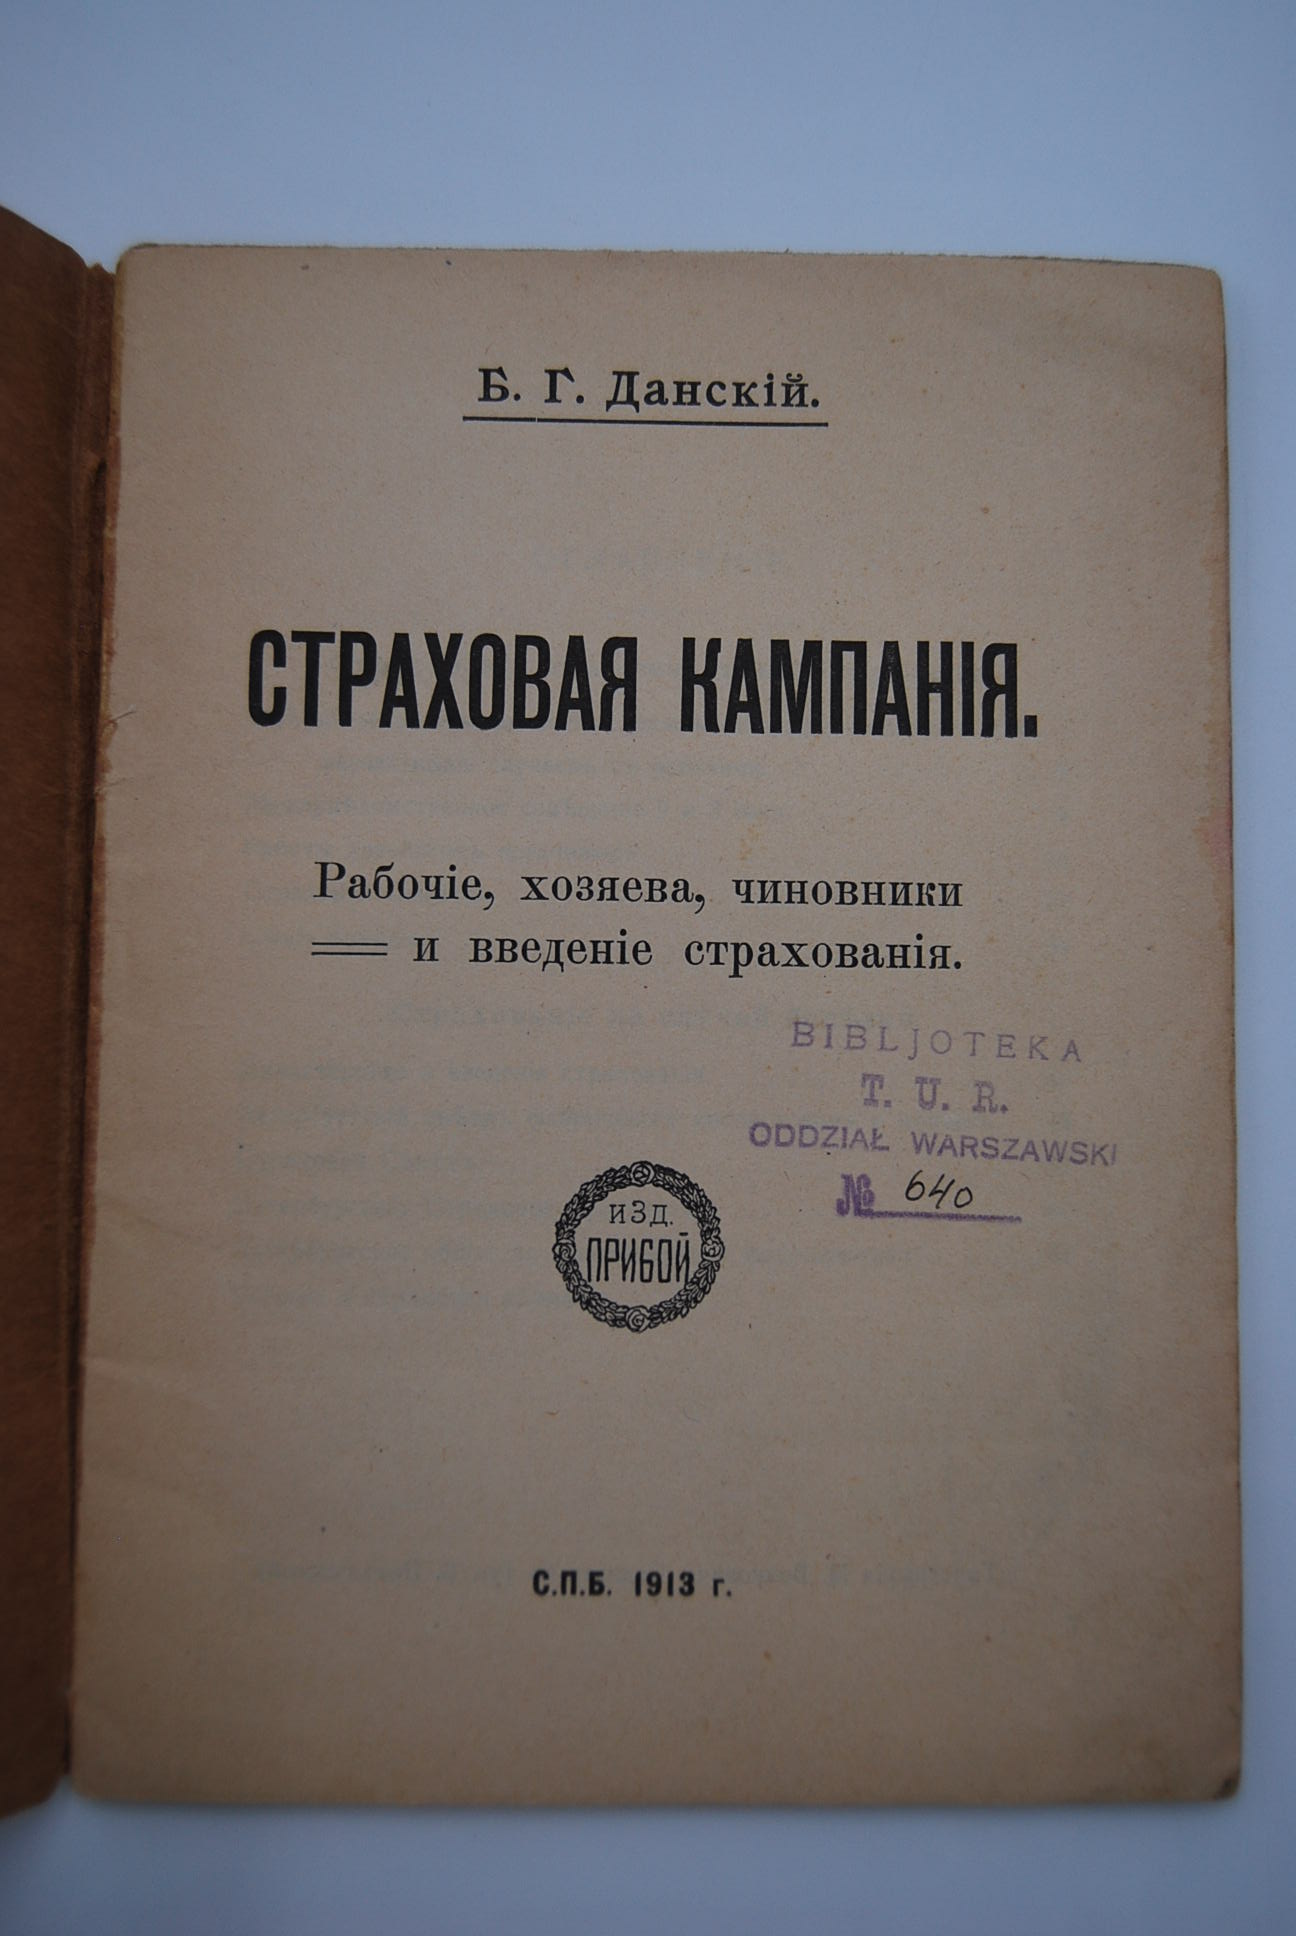 Б. Г. Данскій.
СТРАХОВАЯ КАМПАНІЯ.
Рабочіе, хозяева, чиновники
и введеніе страхованія.
BIBLJOTEKA
T. U. R.
ODDZIAŁ WARSZAWSKI
№ 640
ИЗД.
ПРИБОЙ
С.П.Б. 1913 г.